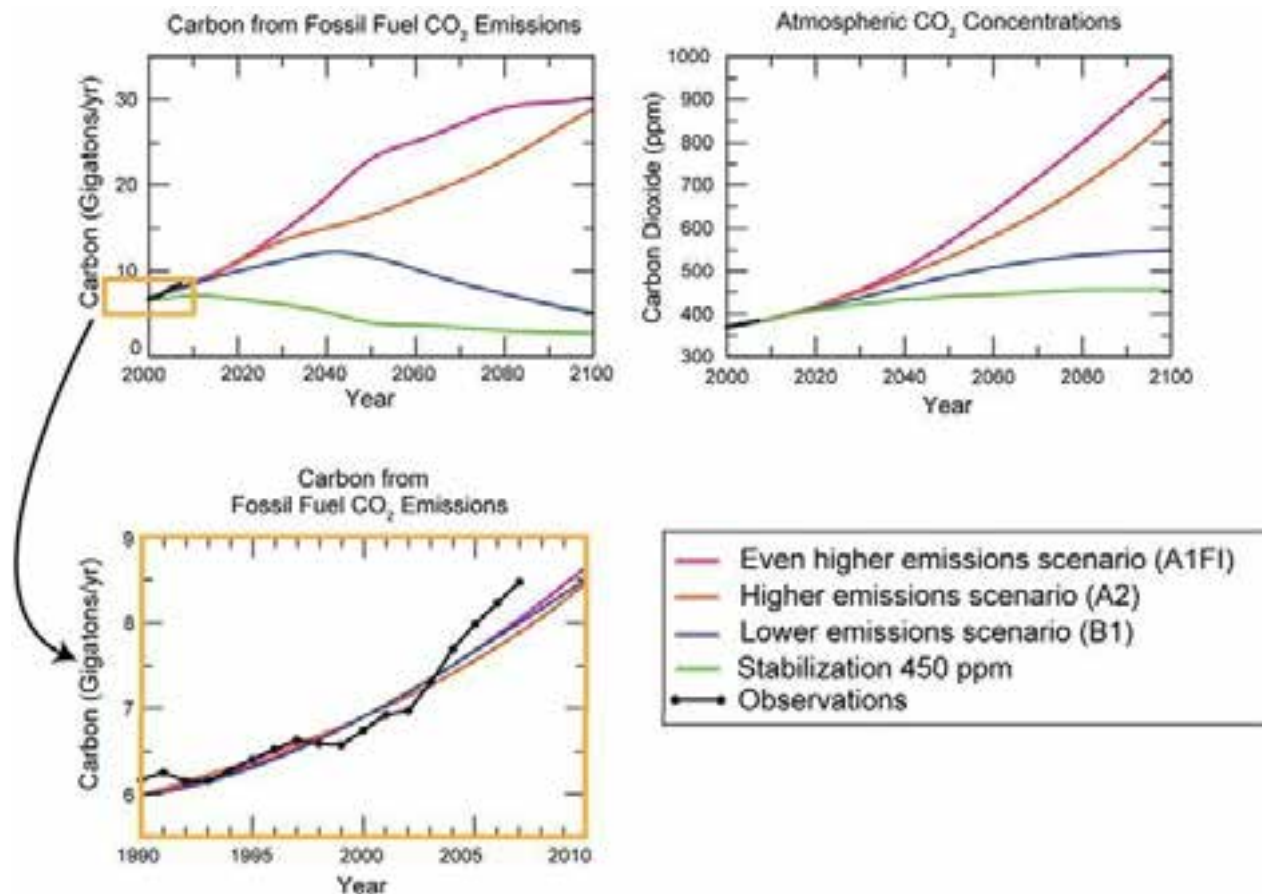 Carbon from Fossil Fuel CO₂ Emissions
Carbon (Gigatons/yr)
30
20
10
0
2000 2020 2040 2060 2080 2100
Year
Atmospheric CO₂ Concentrations
Carbon Dioxide (ppm)
1000
900
800
700
600
500
400
300
2000 2020 2040 2060 2080 2100
Year
Carbon from
Fossil Fuel CO₂ Emissions
Carbon (Gigatons/yr)
9
8
7
6
1990 1995 2000 2005 2010
Year
Even higher emissions scenario (A1FI)
Higher emissions scenario (A2)
Lower emissions scenario (B1)
Stabilization 450 ppm
Observations